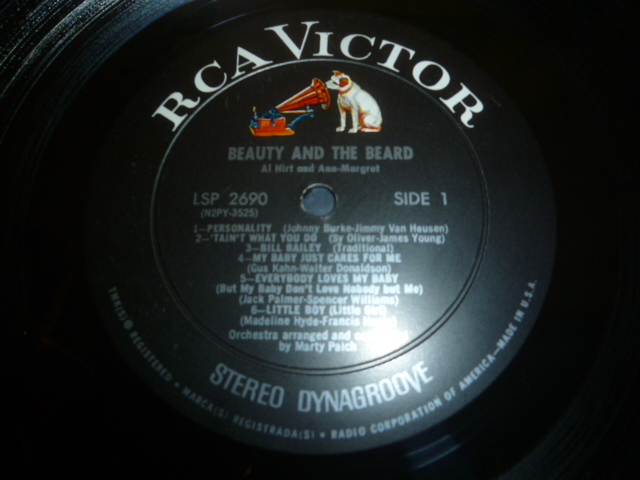 RCA VICTOR
BEAUTY AND THE BEARD
Al Hirt and Ann-Margret
LSP 2690 SIDE 1
(N2PY-3525)
1—PERSONALITY (Johnny Burke-Jimmy Van Heusen)
2—'TAIN'T WHAT YOU DO (Sy Oliver-James Young)
3—BILL BAILEY (Traditional)
4—MY BABY JUST CARES FOR ME
(Gus Kahn-Walter Donaldson)
5—EVERYBODY LOVES MY BABY
(But My Baby Don't Love Nobody but Me)
(Jack Palmer-Spencer Williams)
6—LITTLE BOY (Little Girl)
(Madeline Hyde-Francis
Orchestra arranged and
by Marty Paich
STEREO DYNAGROOVE
TMK(S) ® REGISTERED • MARCA(S) REGISTRADA(S) • RADIO CORPORATION OF AMERICA—MADE IN U.S.A.